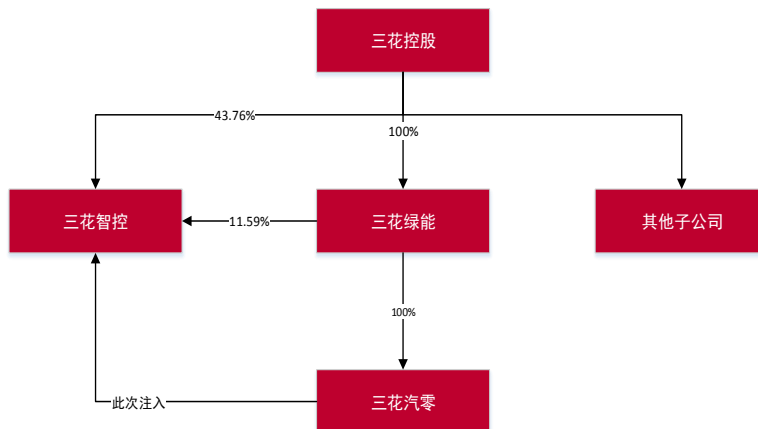 三花控股
43.76%
100%
三花智控
11.59%
三花绿能
其他子公司
100%
此次注入
三花汽零